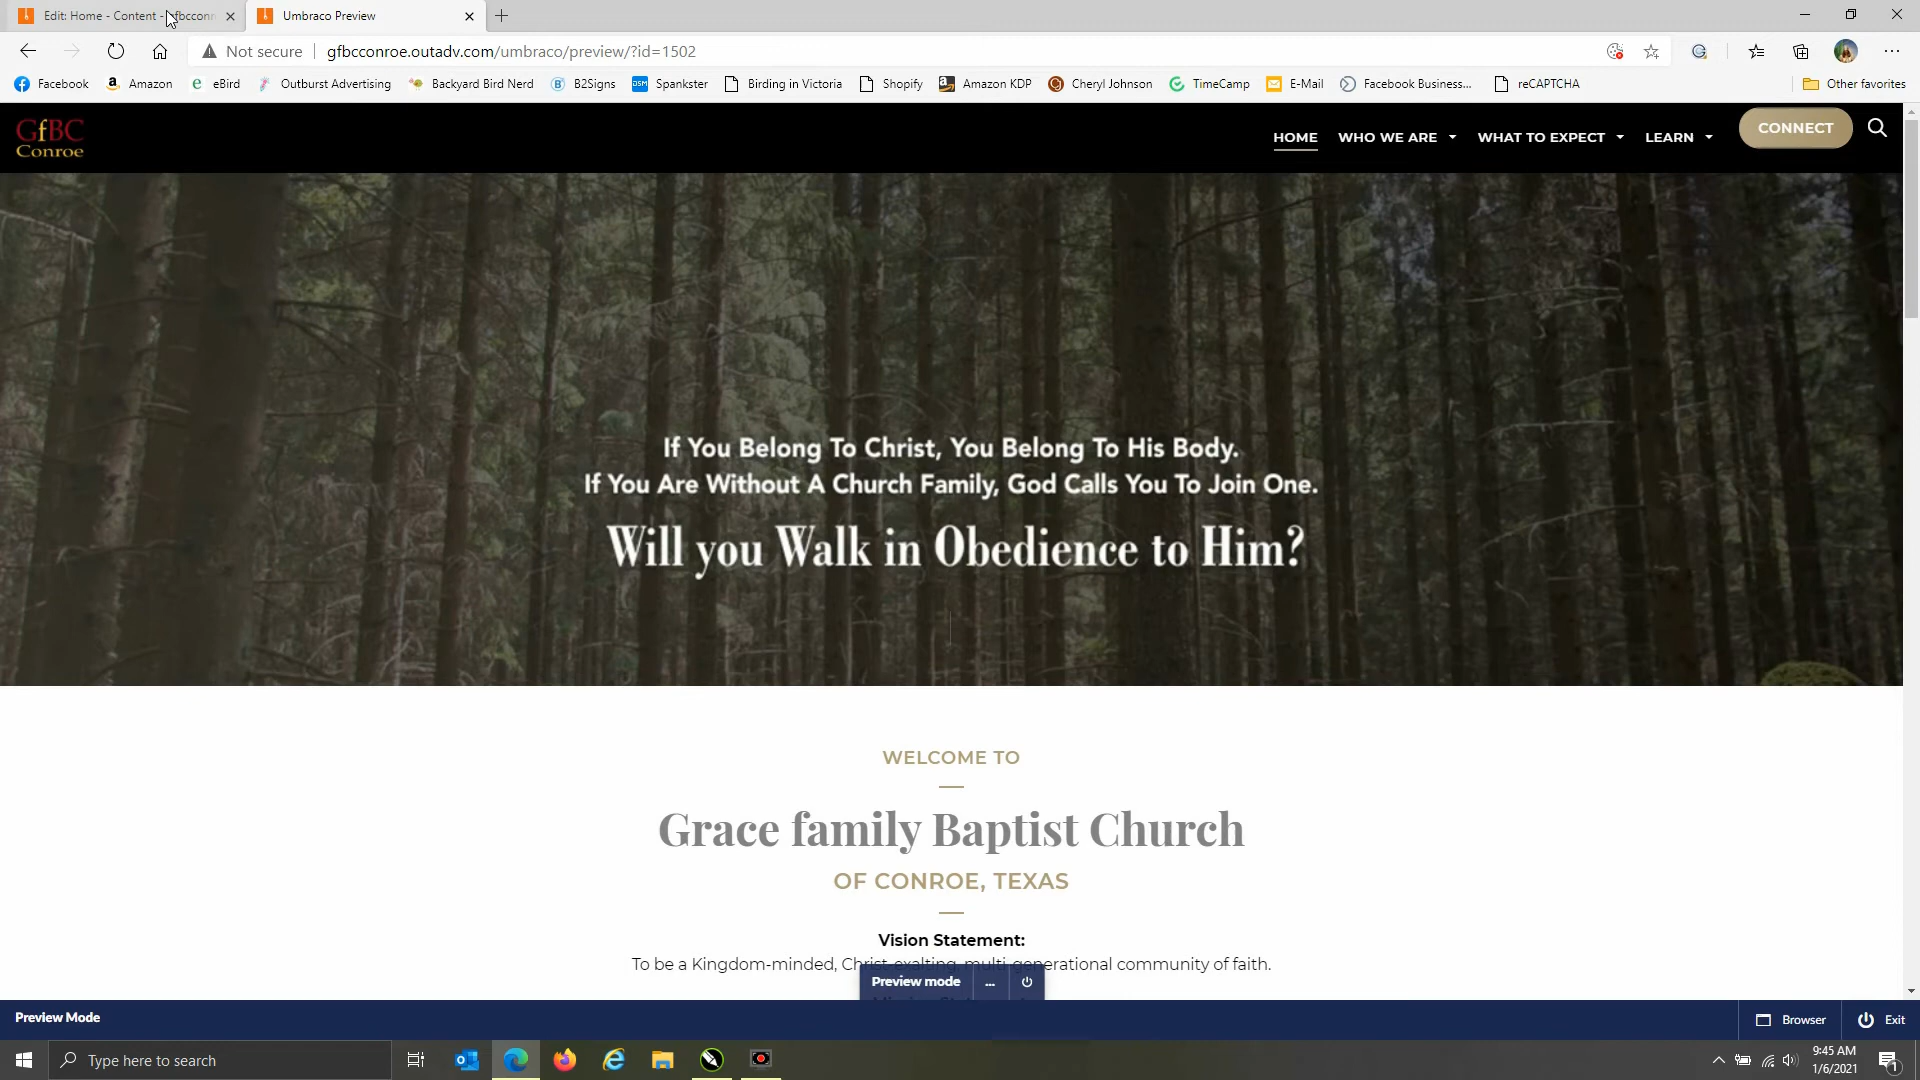 Edit: Home - Content - gfbcconr
Umbraco Preview
Not secure
gfbcconroe.outadv.com/umbraco/preview/?id=1502
Facebook
Amazon
eBird
Outburst Advertising
Backyard Bird Nerd
B2Signs
Spankster
Birding in Victoria
Shopify
Amazon KDP
Cheryl Johnson
TimeCamp
E-Mail
Facebook Business...
reCAPTCHA
Other favorites
GfBC
Conroe
HOME
WHO WE ARE
WHAT TO EXPECT
LEARN
CONNECT
If You Belong To Christ, You Belong To His Body.
If You Are Without A Church Family, God Calls You To Join One.
Will you Walk in Obedience to Him?
WELCOME TO
Grace family Baptist Church
OF CONROE, TEXAS
Vision Statement:
To be a Kingdom-minded, Christ-exalting, multi-generational community of faith.
Preview mode
...
Preview Mode
Browser
Exit
Type here to search
9:45 AM
1/6/2021